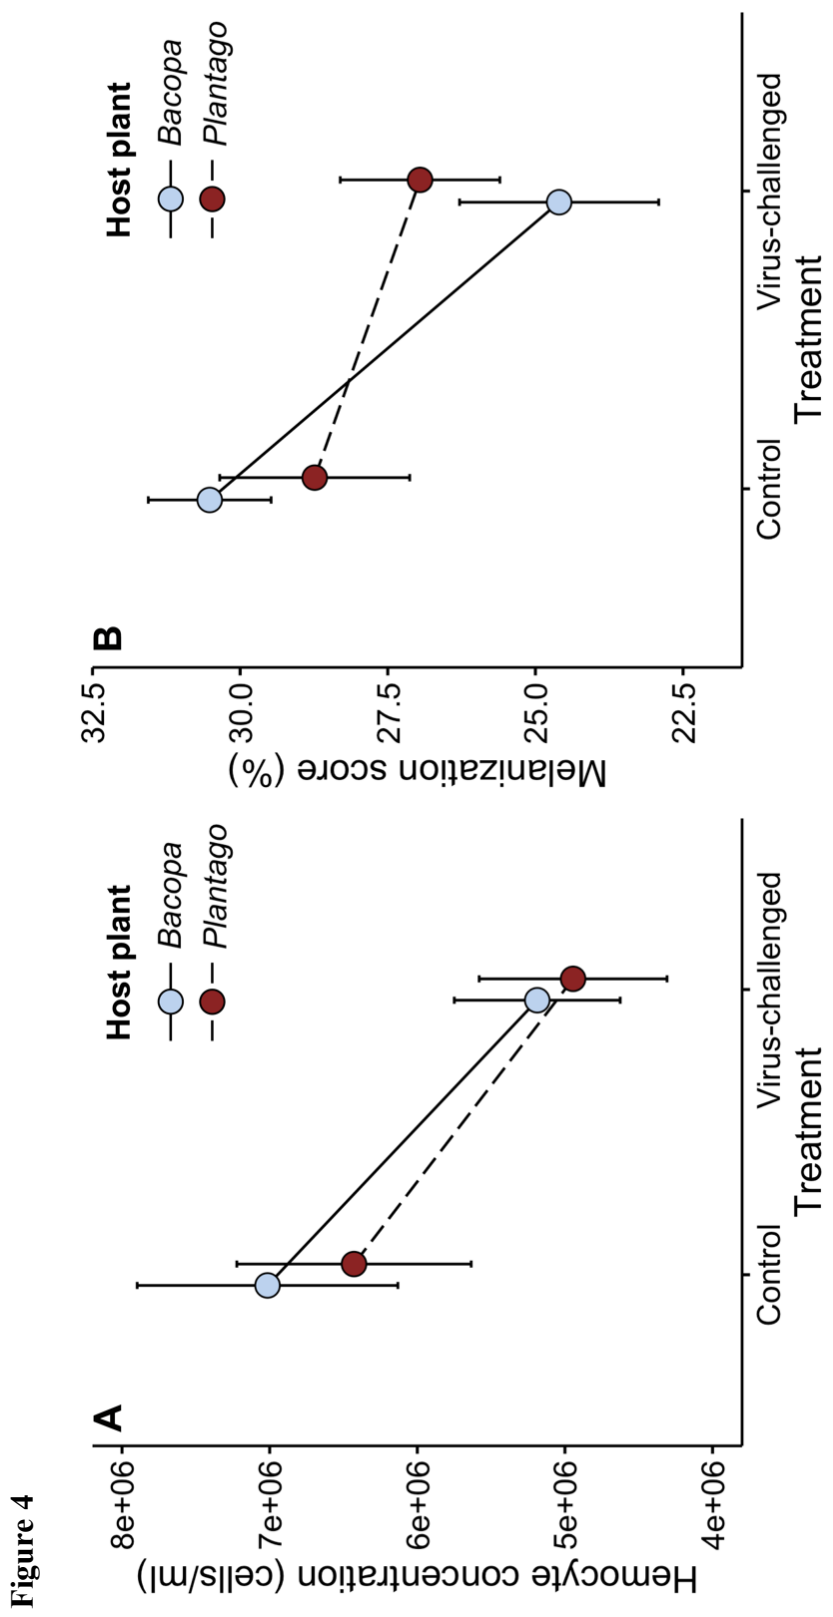 Figure 4
A
Host plant
Bacopa
Plantago
8e+06
7e+06
6e+06
5e+06
4e+06
Hemocyte concentration (cells/ml)
Control
Virus-challenged
Treatment
B
Host plant
Bacopa
Plantago
32.5
30.0
27.5
25.0
22.5
Melanization score (%)
Control
Virus-challenged
Treatment